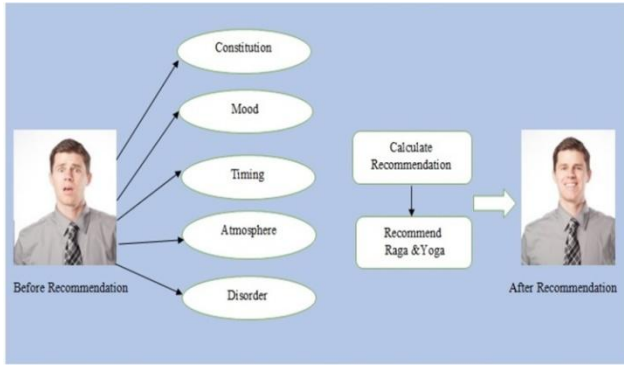 Constitution
Mood
Timing
Atmosphere
Disorder
Before Recommendation
Calculate
Recommendation
Recommend
Raga &Yoga
After Recommendation